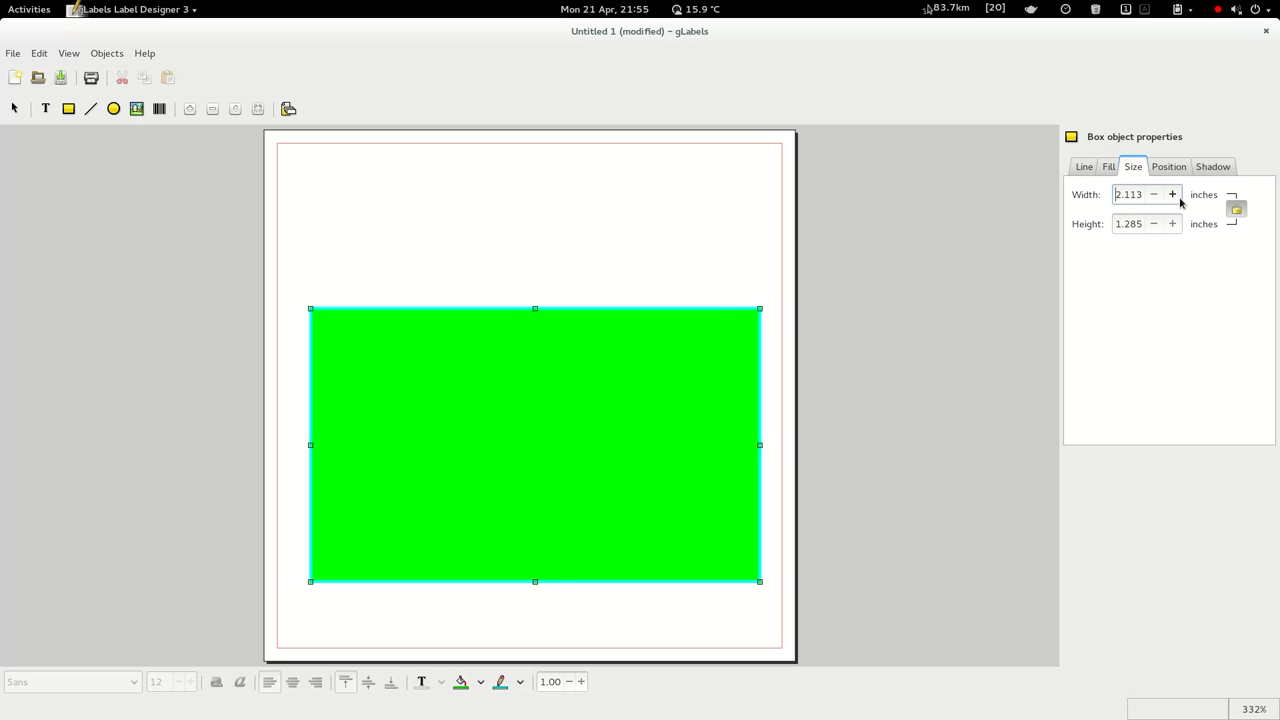 Activities gLabels Label Designer 3 Mon 21 Apr, 21:55 15.9 °C 83.7km [20] 1 A
Untitled 1 (modified) – gLabels ×
File Edit View Objects Help
T
Box object properties
Line Fill Size Position Shadow
Width: 2.113 − + inches
Height: 1.285 − + inches
Sans 12 − + a a T 1.00 − +
332%